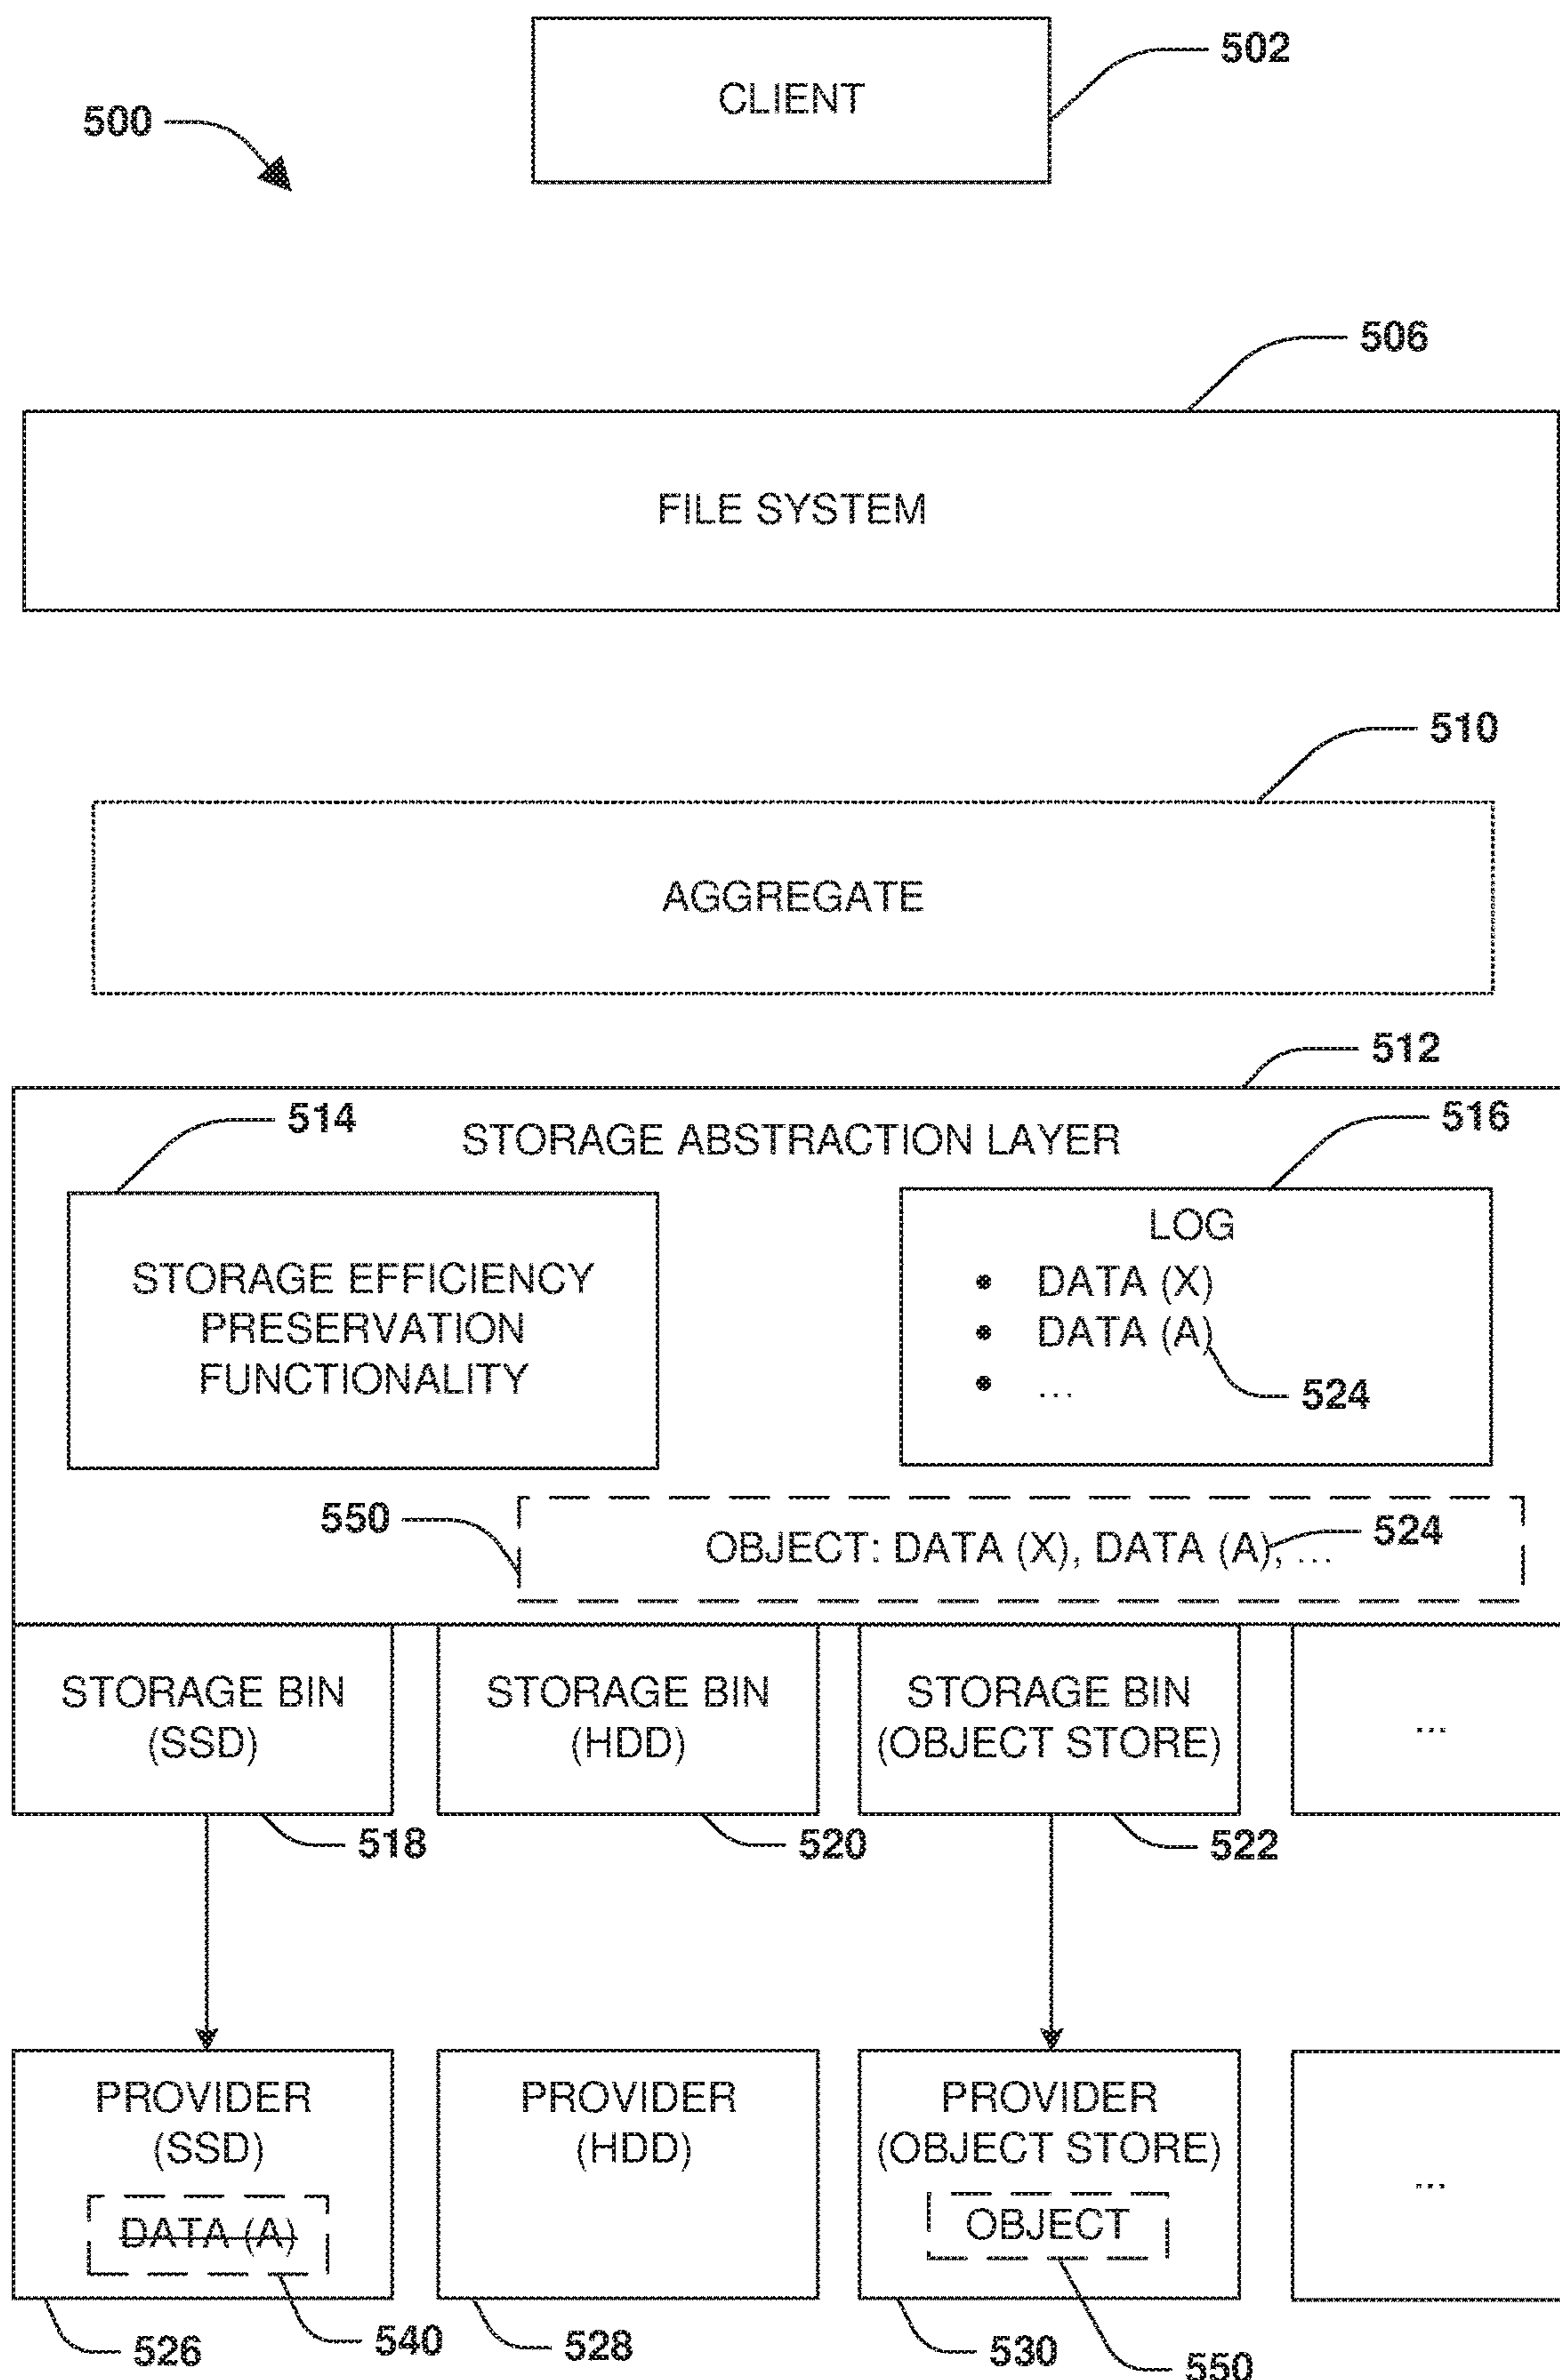 502
CLIENT
500
506
FILE SYSTEM
510
AGGREGATE
512
514
STORAGE ABSTRACTION LAYER
516
STORAGE EFFICIENCY
PRESERVATION
FUNCTIONALITY
LOG
• DATA (X)
• DATA (A)
• ...
524
550
OBJECT: DATA (X), DATA (A), ...
524
STORAGE BIN
(SSD)
STORAGE BIN
(HDD)
STORAGE BIN
(OBJECT STORE)
...
518
520
522
PROVIDER
(SSD)
DATA (A)
PROVIDER
(HDD)
PROVIDER
(OBJECT STORE)
OBJECT
...
526
540
528
530
550